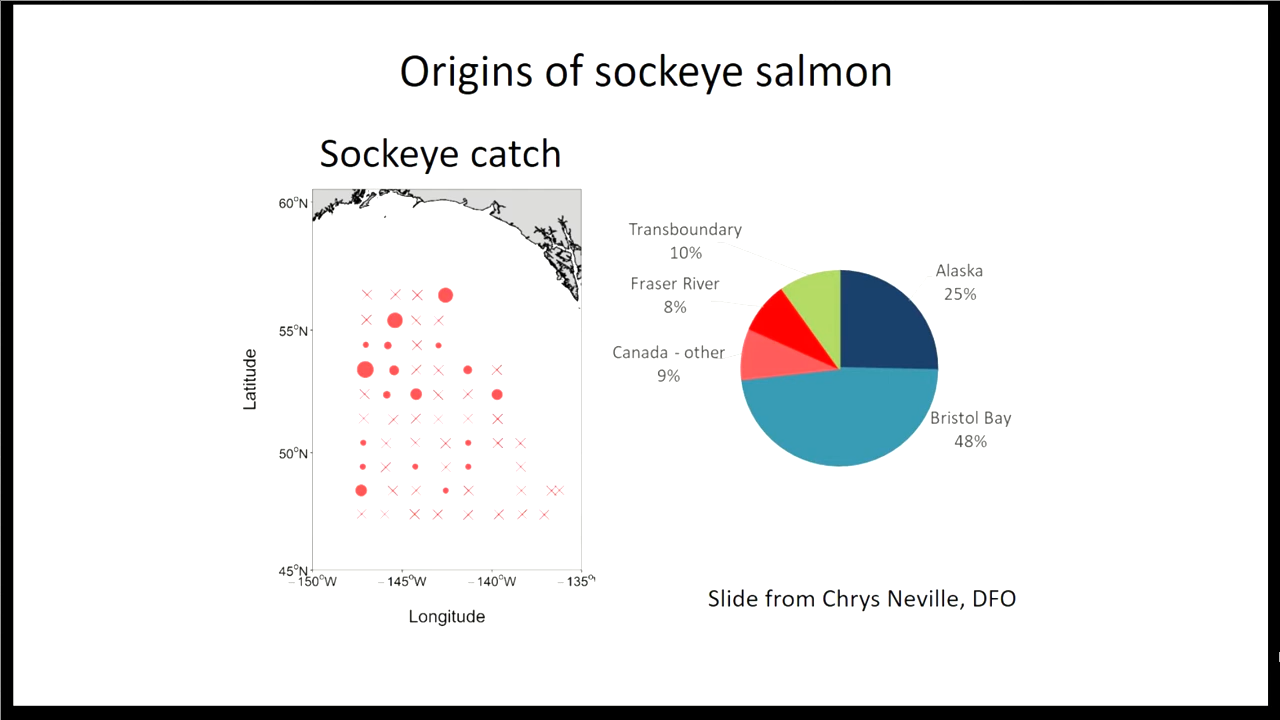 Origins of sockeye salmon
Sockeye catch
60°N
55°N
50°N
45°N
Latitude
−150°W
−145°W
−140°W
−135°
Longitude
Transboundary
10%
Fraser River
8%
Canada - other
9%
Alaska
25%
Bristol Bay
48%
Slide from Chrys Neville, DFO